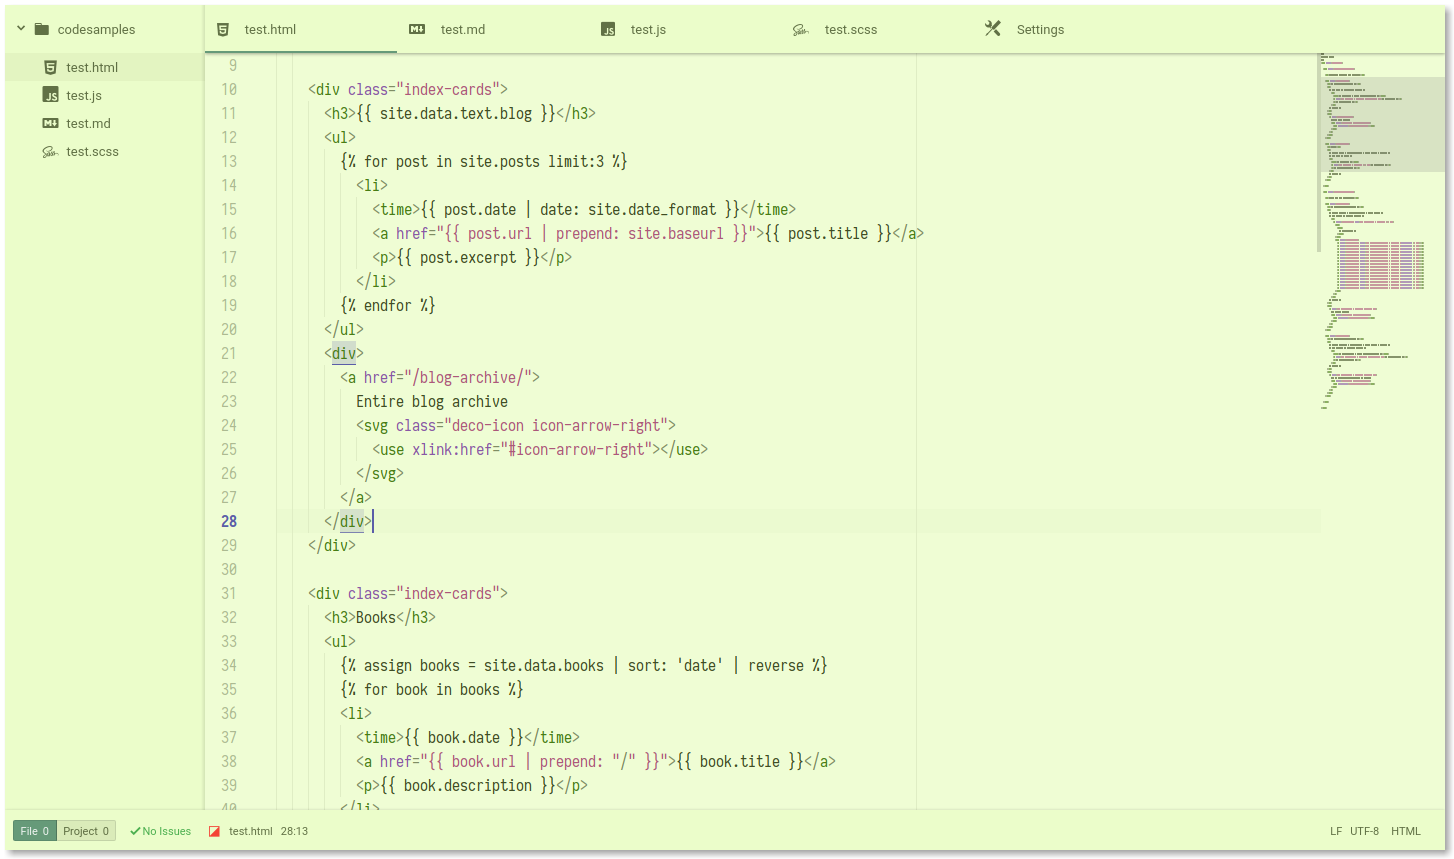 codesamples
test.html
test.js
test.md
test.scss
test.html test.md test.js test.scss Settings
9
10 <div class="index-cards">
11 <h3>{{ site.data.text.blog }}</h3>
12 <ul>
13 {% for post in site.posts limit:3 %}
14 <li>
15 <time>{{ post.date | date: site.date_format }}</time>
16 <a href="{{ post.url | prepend: site.baseurl }}">{{ post.title }}</a>
17 <p>{{ post.excerpt }}</p>
18 </li>
19 {% endfor %}
20 </ul>
21 <div>
22 <a href="/blog-archive/">
23 Entire blog archive
24 <svg class="deco-icon icon-arrow-right">
25 <use xlink:href="#icon-arrow-right"></use>
26 </svg>
27 </a>
28 </div>
29 </div>
30
31 <div class="index-cards">
32 <h3>Books</h3>
33 <ul>
34 {% assign books = site.data.books | sort: 'date' | reverse %}
35 {% for book in books %}
36 <li>
37 <time>{{ book.date }}</time>
38 <a href="{{ book.url | prepend: "/" }}">{{ book.title }}</a>
39 <p>{{ book.description }}</p>
40 </li>
File 0 Project 0 No Issues test.html 28:13 LF UTF-8 HTML